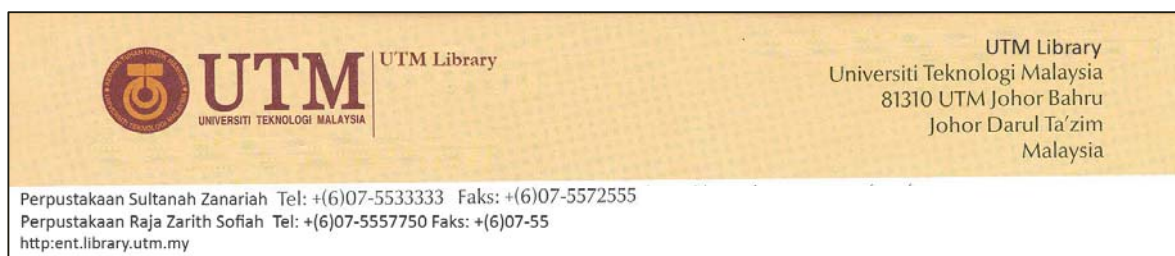 UTM
UNIVERSITI TEKNOLOGI MALAYSIA
UTM Library
UTM Library
Universiti Teknologi Malaysia
81310 UTM Johor Bahru
Johor Darul Ta'zim
Malaysia
Perpustakaan Sultanah Zanariah Tel: +(6)07-5533333 Faks: +(6)07-5572555
Perpustakaan Raja Zarith Sofiah Tel: +(6)07-5557750 Faks: +(6)07-55
http:ent.library.utm.my